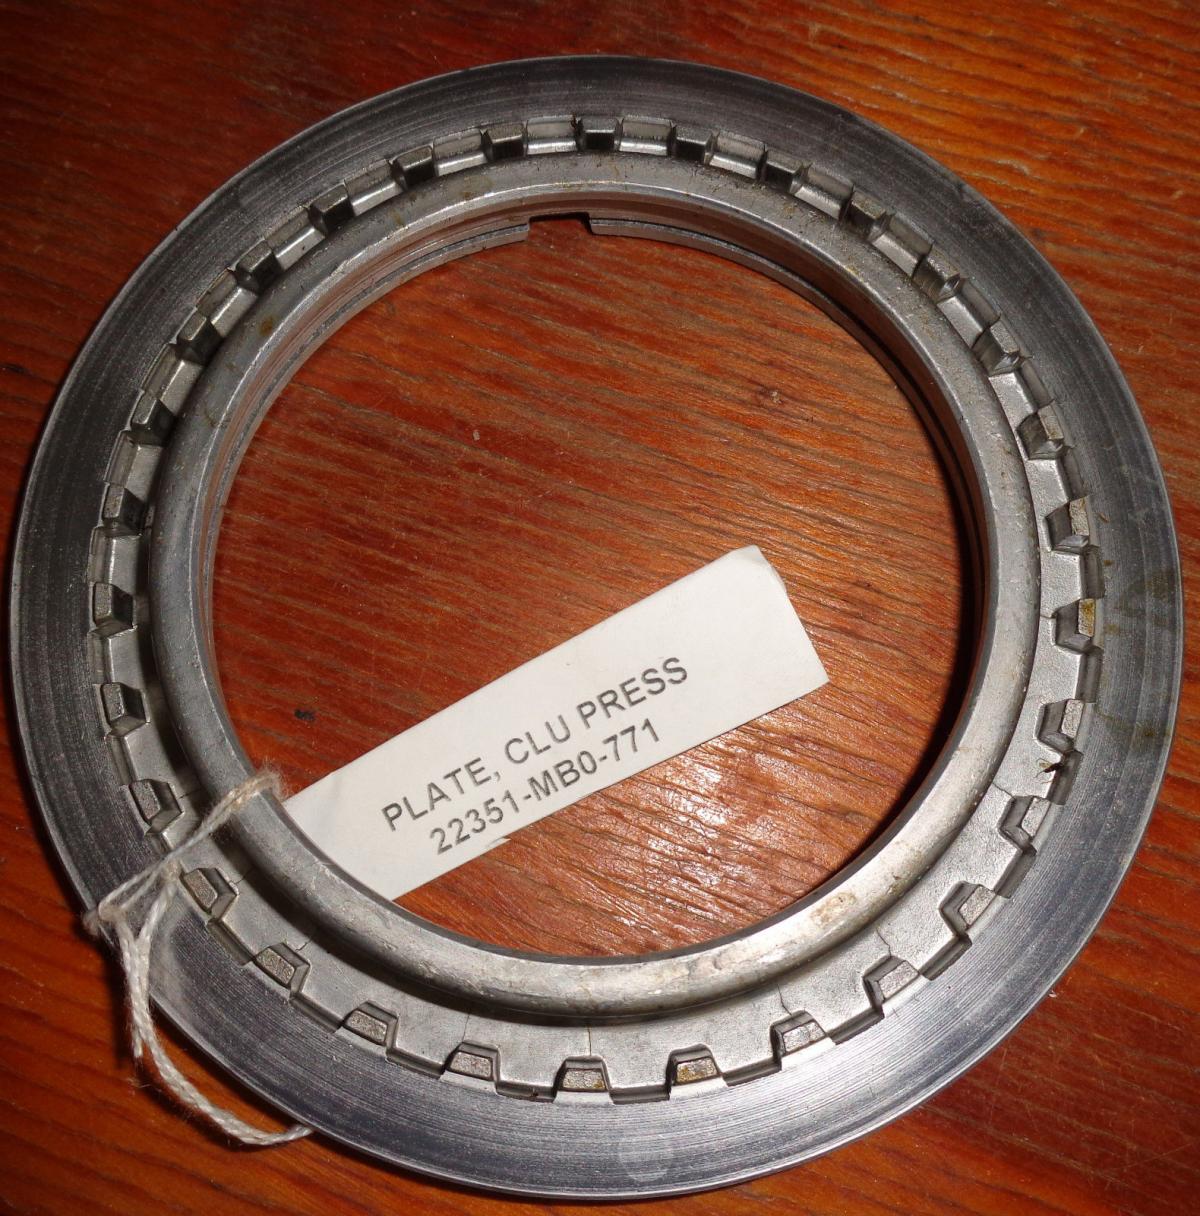 PLATE, CLU PRESS
22351-MB0-771